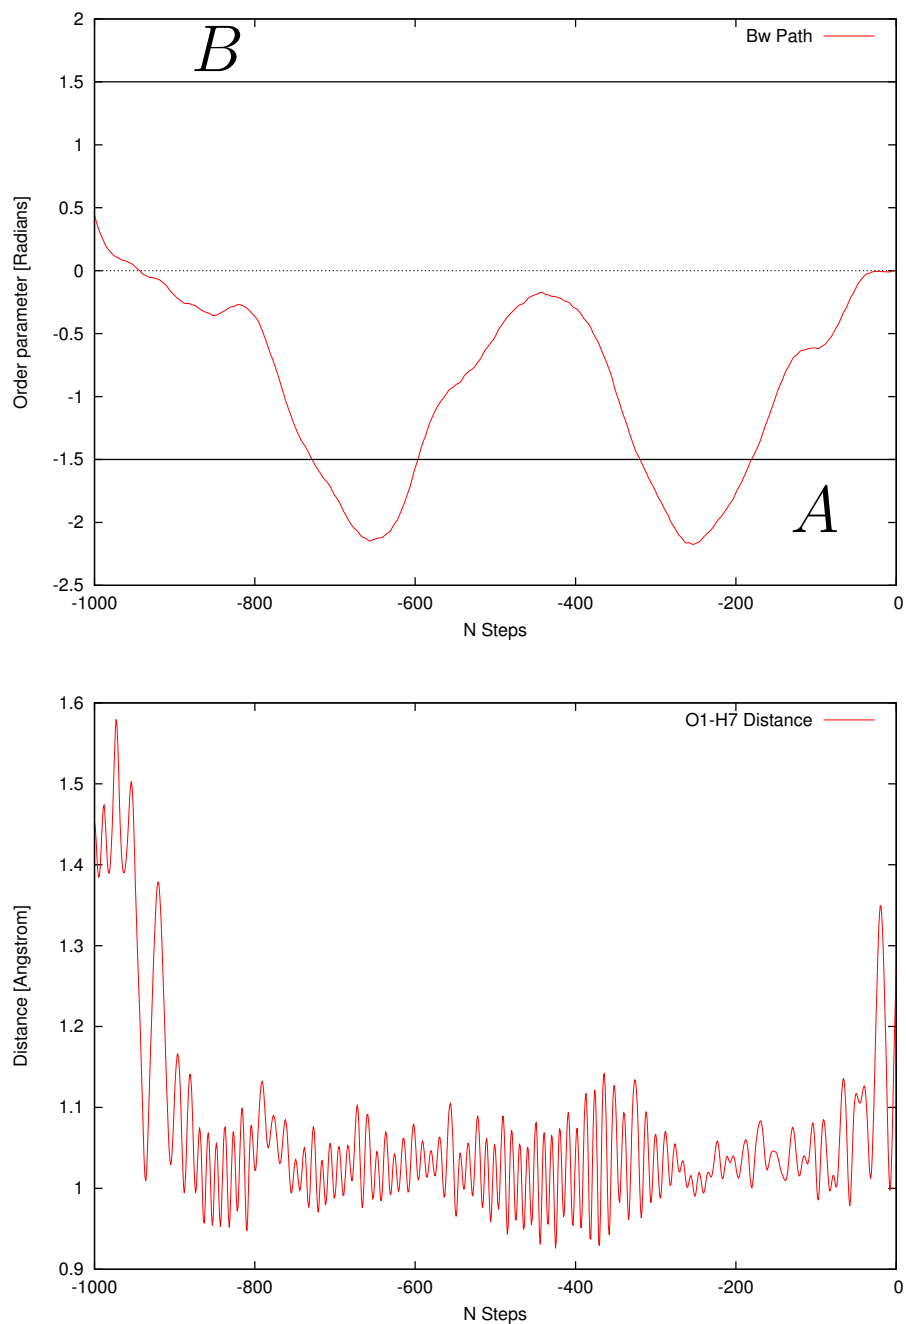 2
B
Bw Path
1.5
1
0.5
0
-0.5
-1
-1.5
A
-2
-2.5
-1000 -800 -600 -400 -200 0
Order parameter [Radians]
N Steps
1.6
O1-H7 Distance
1.5
1.4
1.3
1.2
1.1
1
0.9
-1000 -800 -600 -400 -200 0
Distance [Angstrom]
N Steps